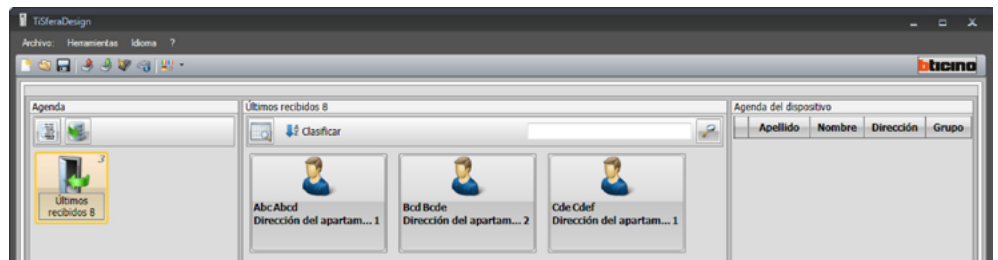 TiSferaDesign
Archivo: Herramientas Idioma ?
bticino
Agenda
Últimos recibidos 8
Agenda del dispositivo
Clasificar
Apellido Nombre Dirección Grupo
3
Últimos
recibidos 8
Abc Abcd
Dirección del apartam... 1
Bcd Bcde
Dirección del apartam... 2
Cde Cdef
Dirección del apartam... 1